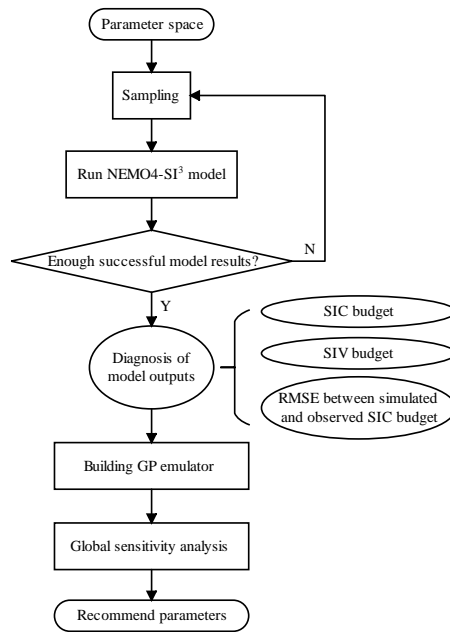 Parameter space
Sampling
Run NEMO4-SI³ model
Enough successful model results?
N
Y
Diagnosis of
model outputs
SIC budget
SIV budget
RMSE between simulated
and observed SIC budget
Building GP emulator
Global sensitivity analysis
Recommend parameters